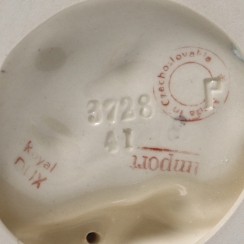 Made in Czechoslovakia
P
3728
41
Royal
DUX
Import